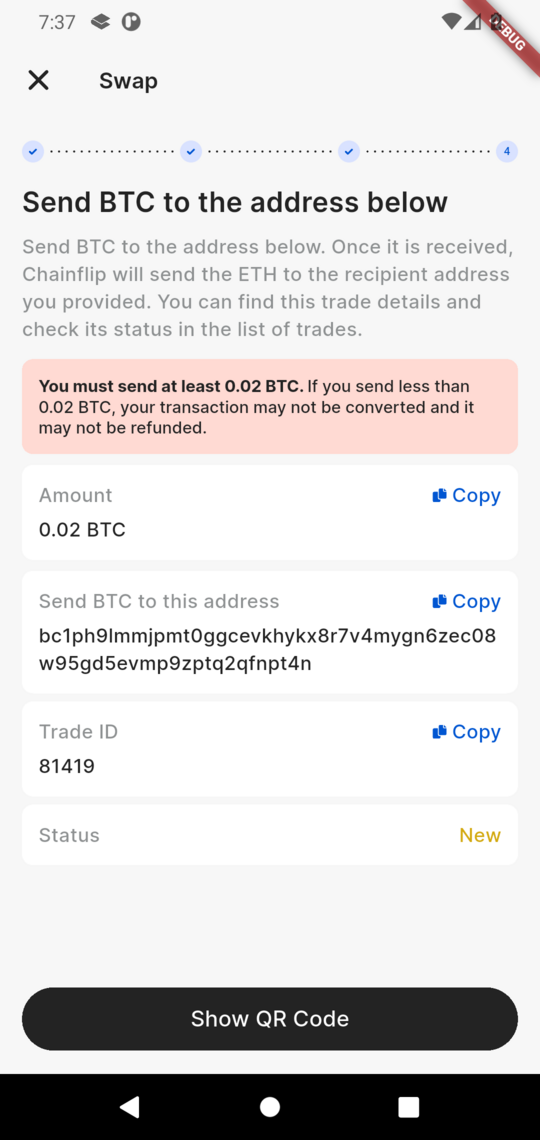 7:37
DEBUG
Swap
4
Send BTC to the address below
Send BTC to the address below. Once it is received,
Chainflip will send the ETH to the recipient address
you provided. You can find this trade details and
check its status in the list of trades.
You must send at least 0.02 BTC. If you send less than
0.02 BTC, your transaction may not be converted and it
may not be refunded.
Amount
Copy
0.02 BTC
Send BTC to this address
Copy
bc1ph9lmmjpmt0ggcevkhykx8r7v4mygn6zec08
w95gd5evmp9zptq2qfnpt4n
Trade ID
Copy
81419
Status
New
Show QR Code